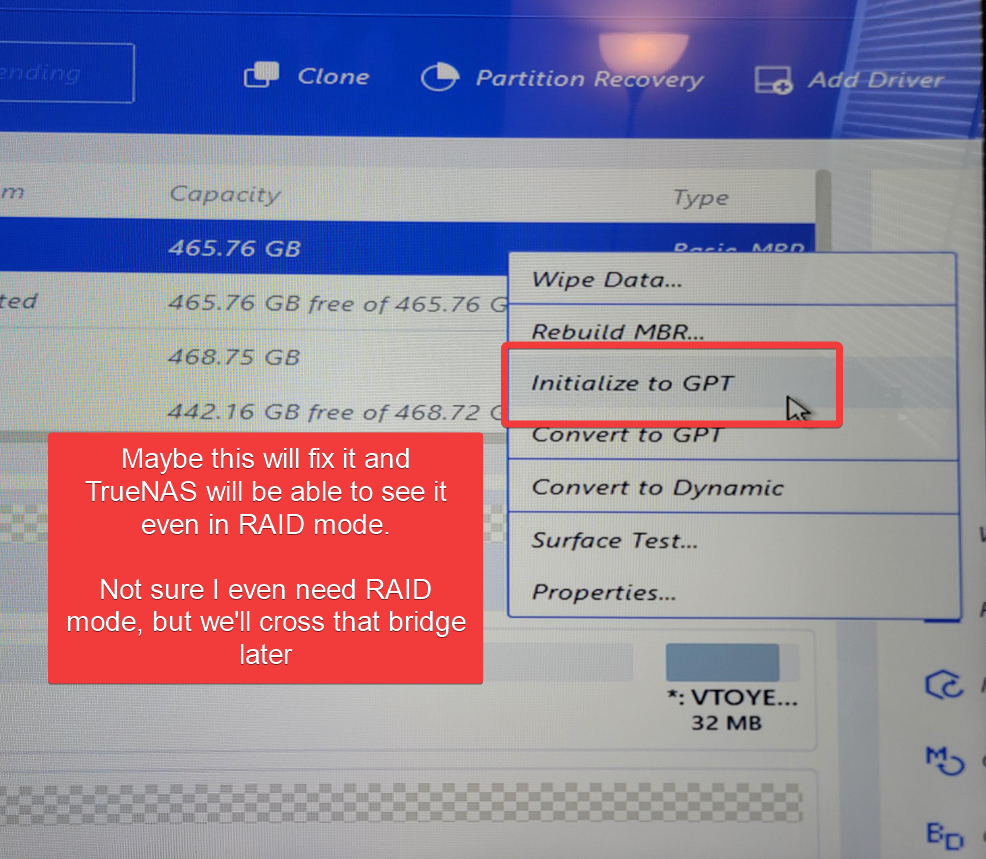 ending
Clone
Partition Recovery
Add Driver
m
Capacity
Type
465.76 GB
Basic MBR
ted
465.76 GB free of 465.76 G
468.75 GB
442.16 GB free of 468.72 G
Wipe Data...
Rebuild MBR...
Initialize to GPT
Convert to GPT
Convert to Dynamic
Surface Test...
Properties...
Maybe this will fix it and
TrueNAS will be able to see it
even in RAID mode.
Not sure I even need RAID
mode, but we'll cross that bridge
later
*: VTOYE...
32 MB